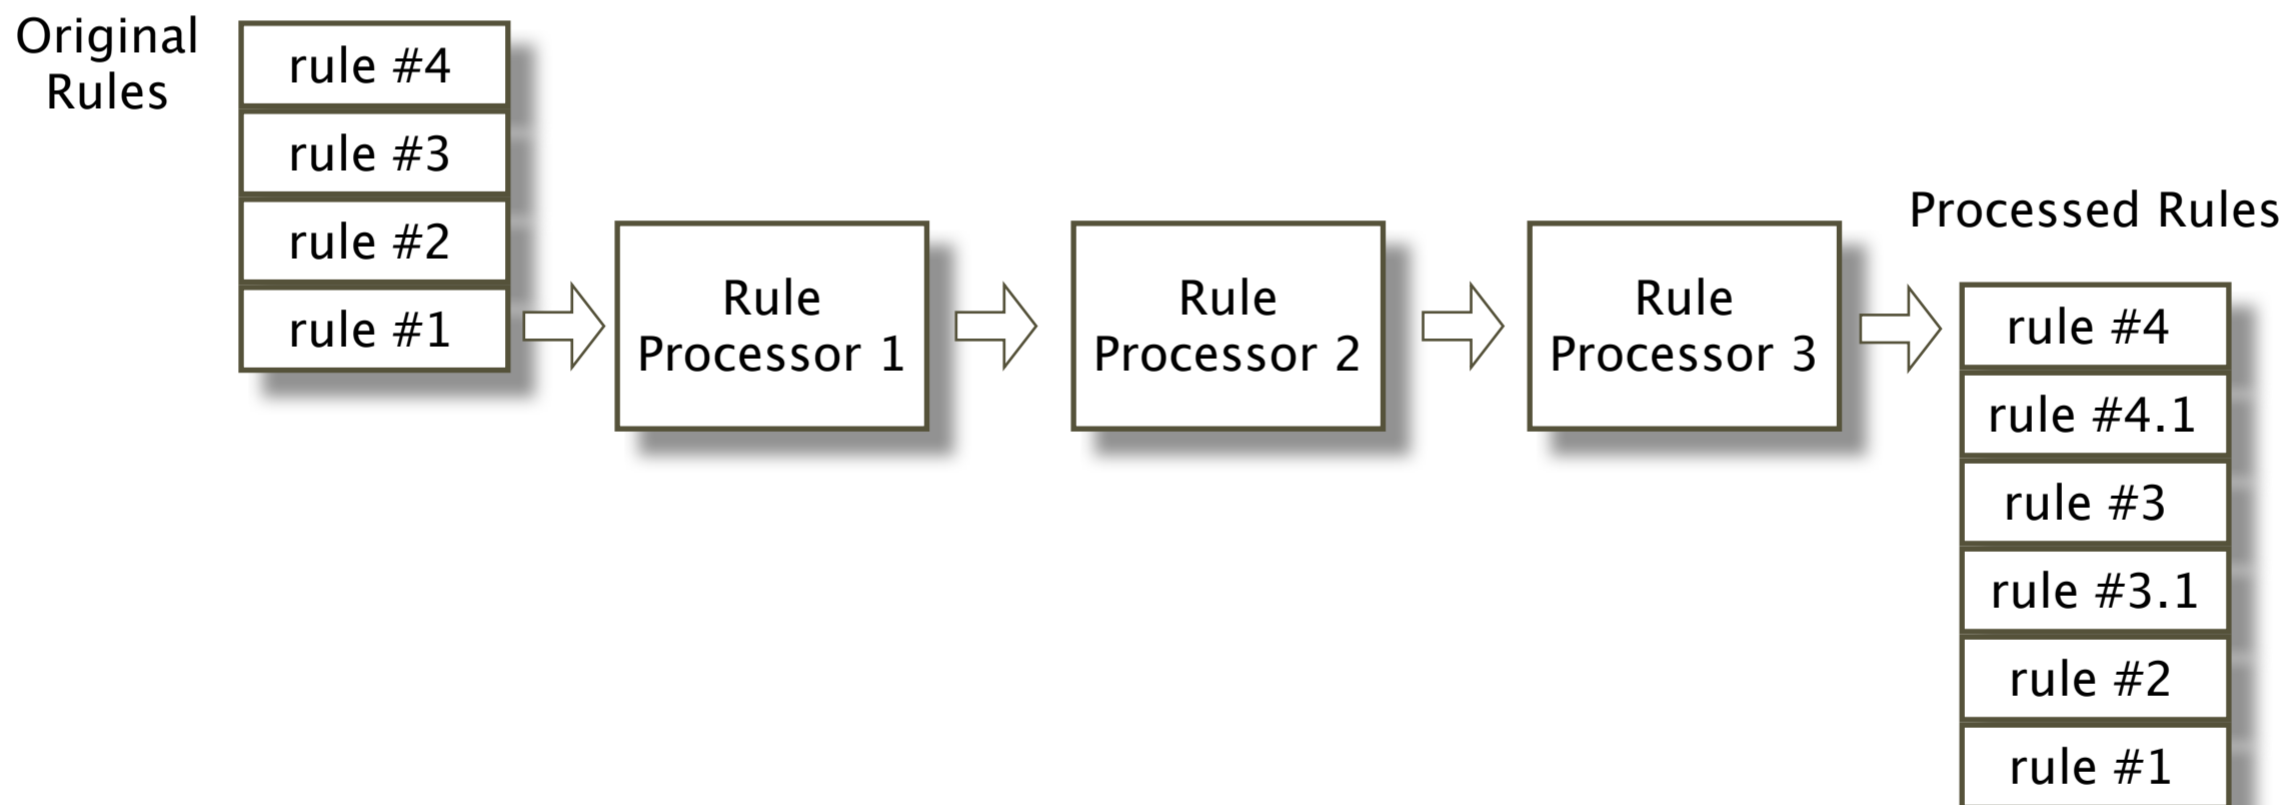 Original
Rules
rule #4
rule #3
rule #2
rule #1
Rule
Processor 1
Rule
Processor 2
Rule
Processor 3
Processed Rules
rule #4
rule #4.1
rule #3
rule #3.1
rule #2
rule #1